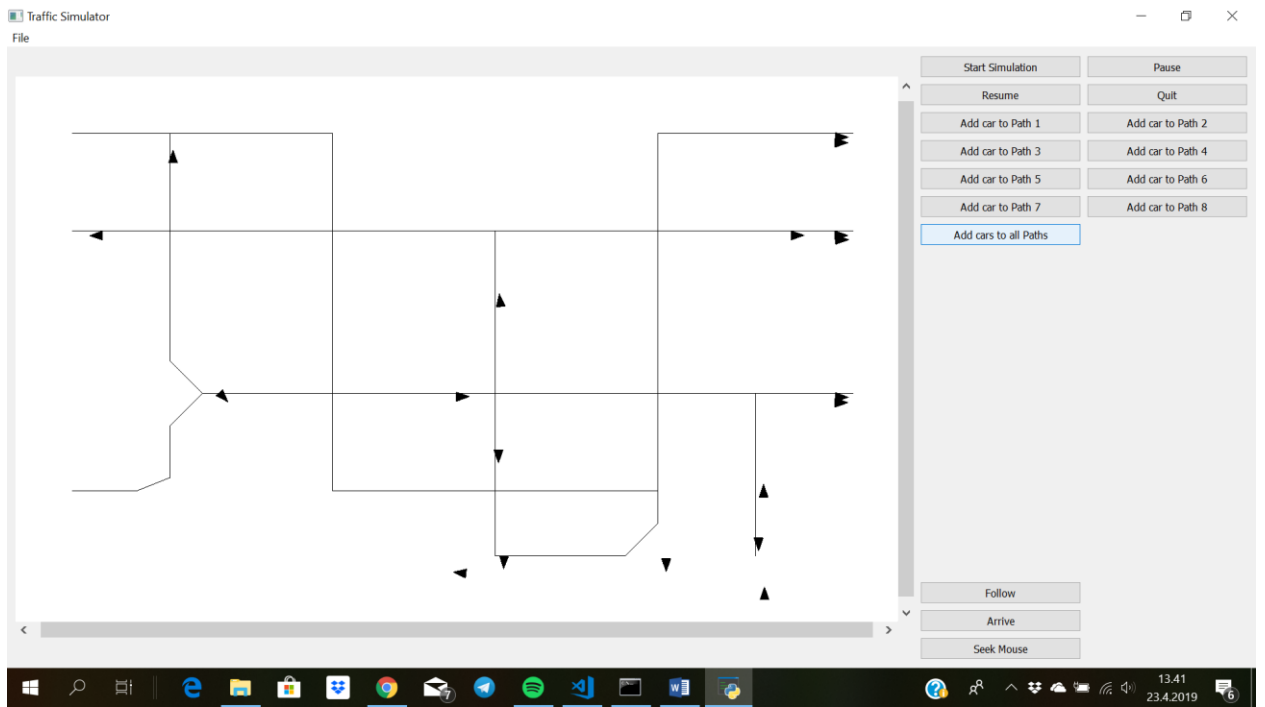 Traffic Simulator
File
Start Simulation
Pause
Resume
Quit
Add car to Path 1
Add car to Path 2
Add car to Path 3
Add car to Path 4
Add car to Path 5
Add car to Path 6
Add car to Path 7
Add car to Path 8
Add cars to all Paths
Follow
Arrive
Seek Mouse
7
13.41
23.4.2019
6